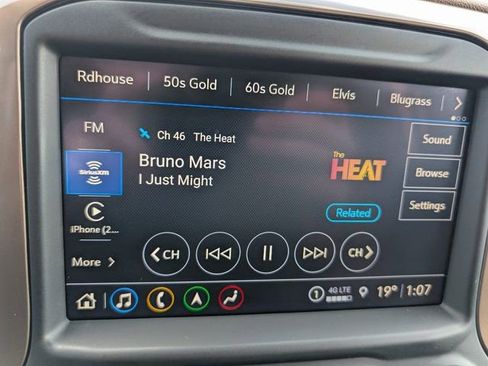 Rdhouse 50s Gold 60s Gold Elvis Blugrass
FM
Ch 46 The Heat
Sound
SiriusXM
Bruno Mars
I Just Might
The
HEAT
Browse
iPhone (2...
Related
Settings
More
CH
CH
1 4G LTE 19° 1:07